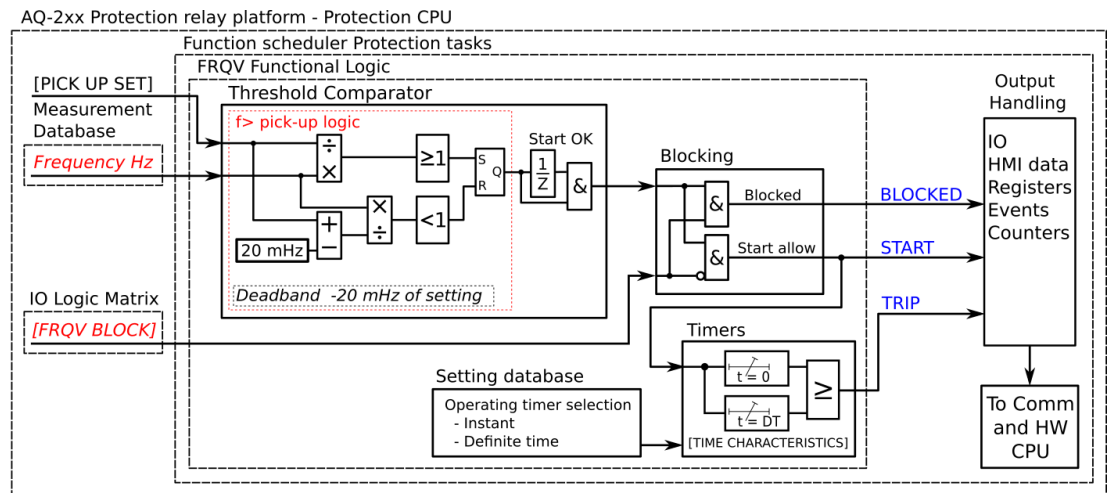 AQ-2xx Protection relay platform - Protection CPU
Function scheduler Protection tasks
FRQV Functional Logic
[PICK UP SET]
Threshold Comparator
Output
Handling
Measurement
Database
f> pick-up logic
Start OK
Frequency Hz
÷
×
≥1
S
Q
R
1
Z
&
Blocking
IO
HMI data
Registers
Events
Counters
&
Blocked
BLOCKED
×
÷
<1
+
−
20 mHz
&
Start allow
START
Deadband -20 mHz of setting
IO Logic Matrix
[FRQV BLOCK]
TRIP
Timers
t = 0
≥
t = DT
[TIME CHARACTERISTICS]
Setting database
Operating timer selection
- Instant
- Definite time
To Comm
and HW
CPU